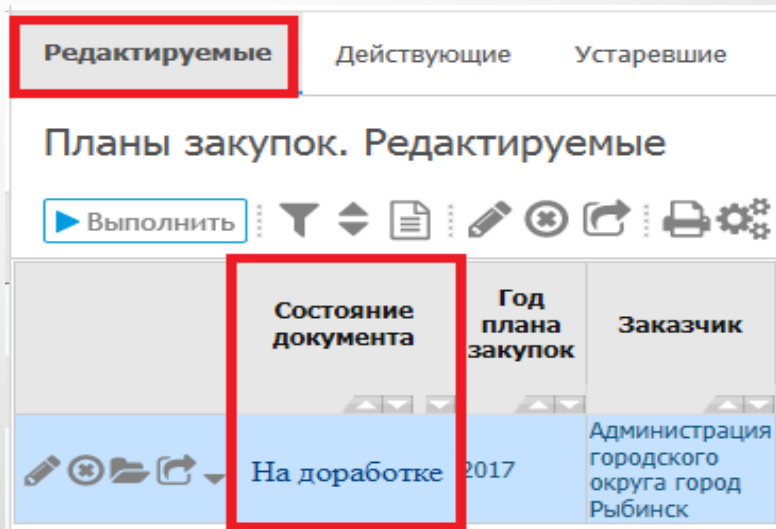 Редактируемые Действующие Устаревшие
Планы закупок. Редактируемые
Выполнить
Состояние документа Год плана закупок Заказчик
На доработке 2017 Администрация городского округа город Рыбинск